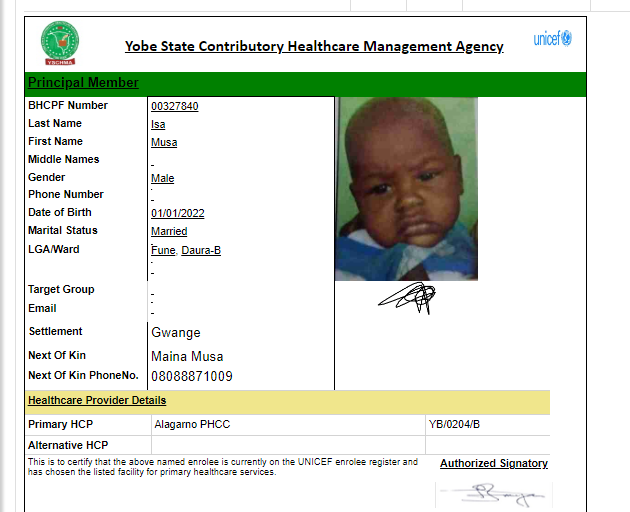 YSCHMA
Yobe State Contributory Healthcare Management Agency
unicef
Principal Member
BHCPF Number 00327840
Last Name Isa
First Name Musa
Middle Names -
Gender Male
Phone Number -
Date of Birth 01/01/2022
Marital Status Married
LGA/Ward Fune, Daura-B
-
Target Group -
Email -
Settlement Gwange
Next Of Kin Maina Musa
Next Of Kin PhoneNo. 08088871009
Healthcare Provider Details
Primary HCP Alagarno PHCC YB/0204/B
Alternative HCP
This is to certify that the above named enrolee is currently on the UNICEF enrolee register and
has chosen the listed facility for primary healthcare services.
Authorized Signatory